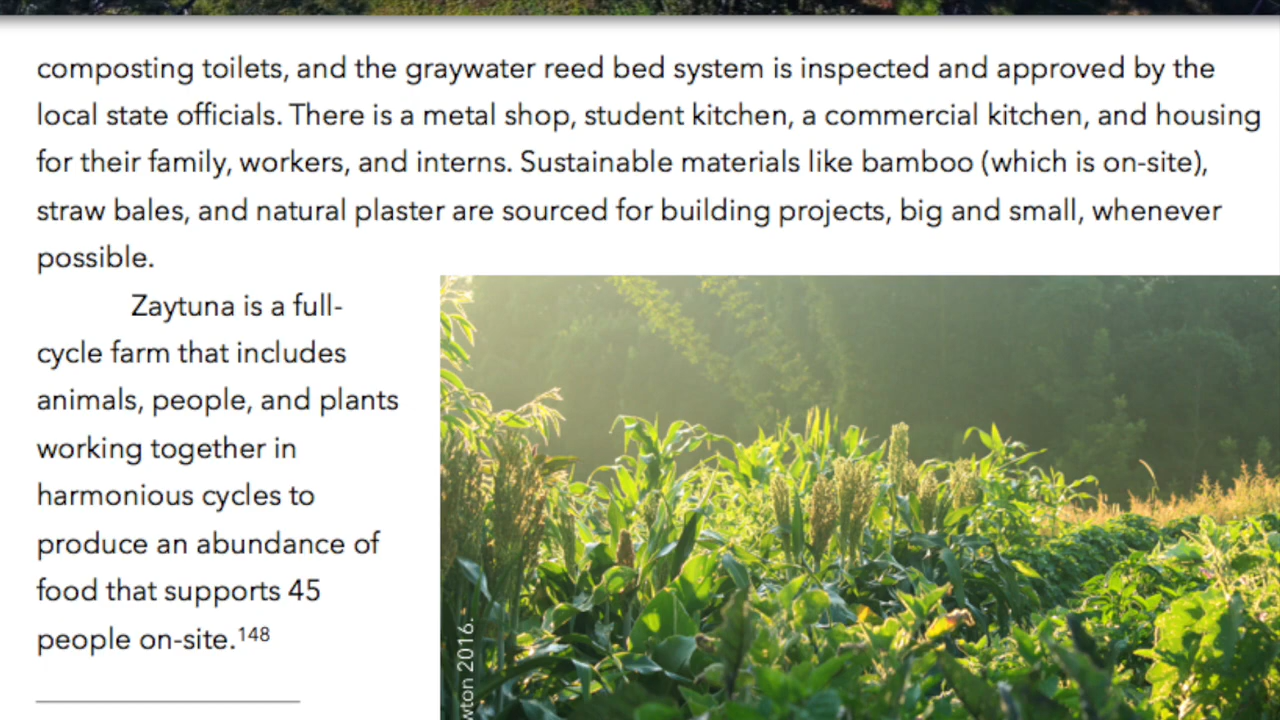 composting toilets, and the graywater reed bed system is inspected and approved by the
local state officials. There is a metal shop, student kitchen, a commercial kitchen, and housing
for their family, workers, and interns. Sustainable materials like bamboo (which is on-site),
straw bales, and natural plaster are sourced for building projects, big and small, whenever
possible.
Zaytuna is a full-
cycle farm that includes
animals, people, and plants
working together in
harmonious cycles to
produce an abundance of
food that supports 45
people on-site.148
2016.